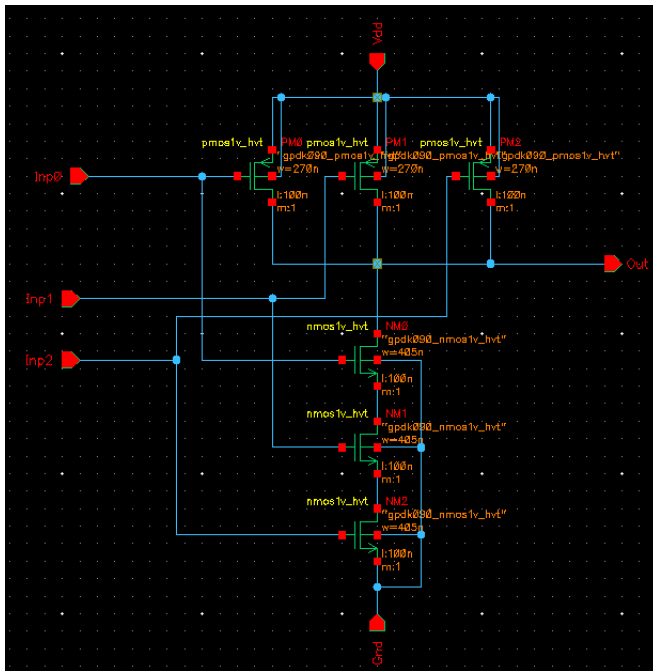 Vdd
pmos1v_hvt PM0 pmos1v_hvt PM1 pmos1v_hvt PM2
"gpdk090_pmos1v_hvt" "gpdk090_pmos1v_hvt" "gpdk090_pmos1v_hvt"
w=270n w=270n w=270n
Inp0
l:100n l:100n l:100n
m:1 m:1 m:1
Out
Inp1
nmos1v_hvt NM0
"gpdk090_nmos1v_hvt"
w=405n
Inp2
l:100n
m:1
nmos1v_hvt NM1
"gpdk090_nmos1v_hvt"
w=405n
l:100n
m:1
nmos1v_hvt NM2
"gpdk090_nmos1v_hvt"
w=405n
l:100n
m:1
Gnd